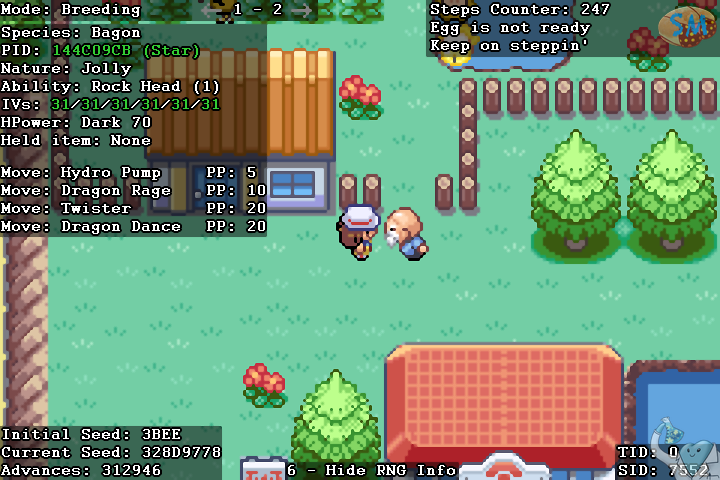 Mode: Breeding
1 - 2
Steps Counter: 247
Egg is not ready
Keep on steppin'
SM
Species: Bagon
PID: 144C09CB (Star)
Nature: Jolly
Ability: Rock Head (1)
IVs: 31/31/31/31/31/31
HPower: Dark 70
Held item: None
Move: Hydro Pump PP: 5
Move: Dragon Rage PP: 10
Move: Twister PP: 20
Move: Dragon Dance PP: 20
Initial Seed: 3BEE
Current Seed: 328D9778
Advances: 312946
6 - Hide RNG Info
TID: 0
SID: 7552